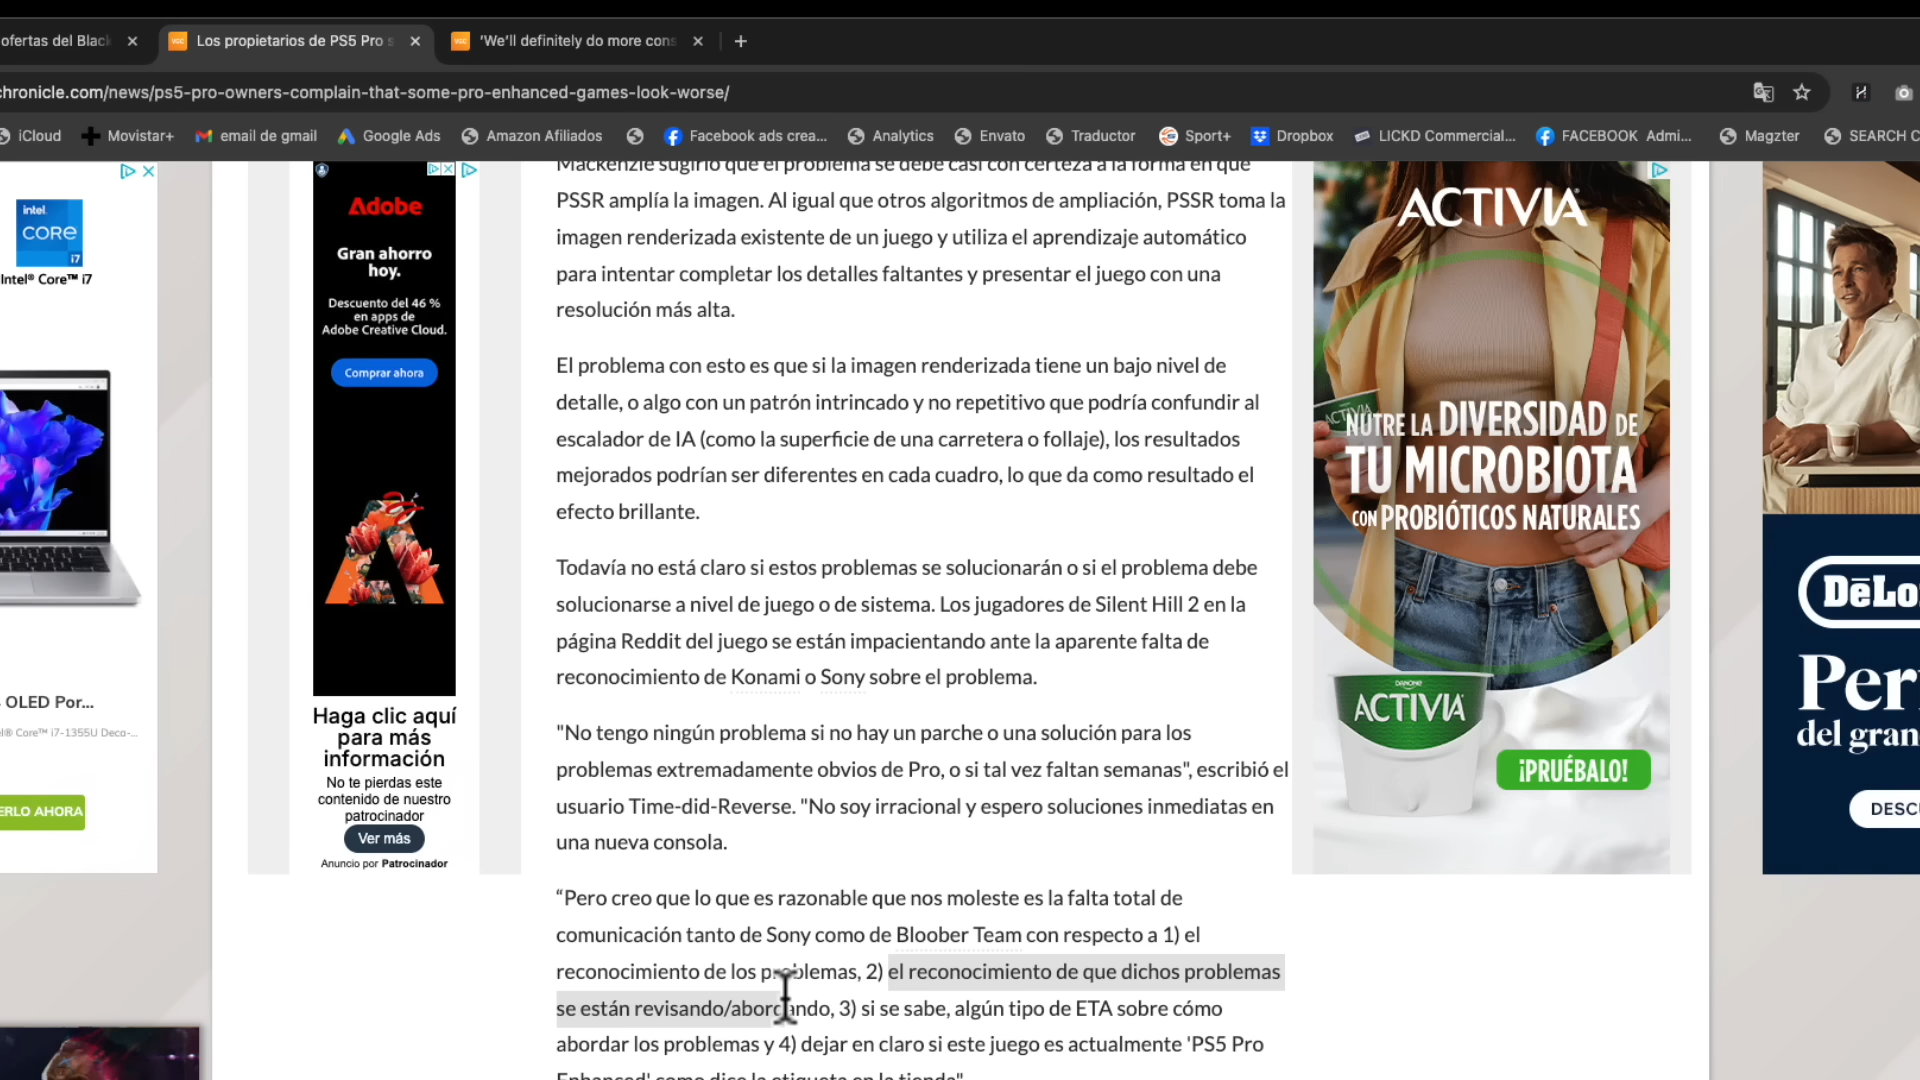 ofertas del Black
Los propietarios de PS5 Pro s
'We'll definitely do more cons
chronicle.com/news/ps5-pro-owners-complain-that-some-pro-enhanced-games-look-worse/
iCloud
Movistar+
email de gmail
Google Ads
Amazon Afiliados
Facebook ads crea...
Analytics
Envato
Traductor
Sport+
Dropbox
LICKD Commercial...
FACEBOOK Admi...
Magzter
SEARCH C
intel.
CORE
i7
Intel® Core™ i7
OLED Por...
el® Core™ i7-1355U Deca-...
ERLO AHORA
Adobe
Gran ahorro
hoy.
Descuento del 46 %
en apps de
Adobe Creative Cloud.
Comprar ahora
Haga clic aquí
para más
información
No te pierdas este
contenido de nuestro
patrocinador
Ver más
Anuncio por Patrocinador
Mackenzie sugirió que el problema se debe casi con certeza a la forma en que
PSSR amplía la imagen. Al igual que otros algoritmos de ampliación, PSSR toma la
imagen renderizada existente de un juego y utiliza el aprendizaje automático
para intentar completar los detalles faltantes y presentar el juego con una
resolución más alta.
El problema con esto es que si la imagen renderizada tiene un bajo nivel de
detalle, o algo con un patrón intrincado y no repetitivo que podría confundir al
escalador de IA (como la superficie de una carretera o follaje), los resultados
mejorados podrían ser diferentes en cada cuadro, lo que da como resultado el
efecto brillante.
Todavía no está claro si estos problemas se solucionarán o si el problema debe
solucionarse a nivel de juego o de sistema. Los jugadores de Silent Hill 2 en la
página Reddit del juego se están impacientando ante la aparente falta de
reconocimiento de Konami o Sony sobre el problema.
"No tengo ningún problema si no hay un parche o una solución para los
problemas extremadamente obvios de Pro, o si tal vez faltan semanas", escribió el
usuario Time-did-Reverse. "No soy irracional y espero soluciones inmediatas en
una nueva consola.
“Pero creo que lo que es razonable que nos moleste es la falta total de
comunicación tanto de Sony como de Bloober Team con respecto a 1) el
reconocimiento de los problemas, 2) el reconocimiento de que dichos problemas
se están revisando/abordando, 3) si se sabe, algún tipo de ETA sobre cómo
abordar los problemas y 4) dejar en claro si este juego es actualmente 'PS5 Pro
Enhanced' como dice la etiqueta en la tienda".
ACTIVIA
ACTIVIA
NUTRE LA DIVERSIDAD DE
TU MICROBIOTA
CON PROBIÓTICOS NATURALES
DANONE
ACTIVIA
¡PRUÉBALO!
DēLo
Per
del gran
DESC